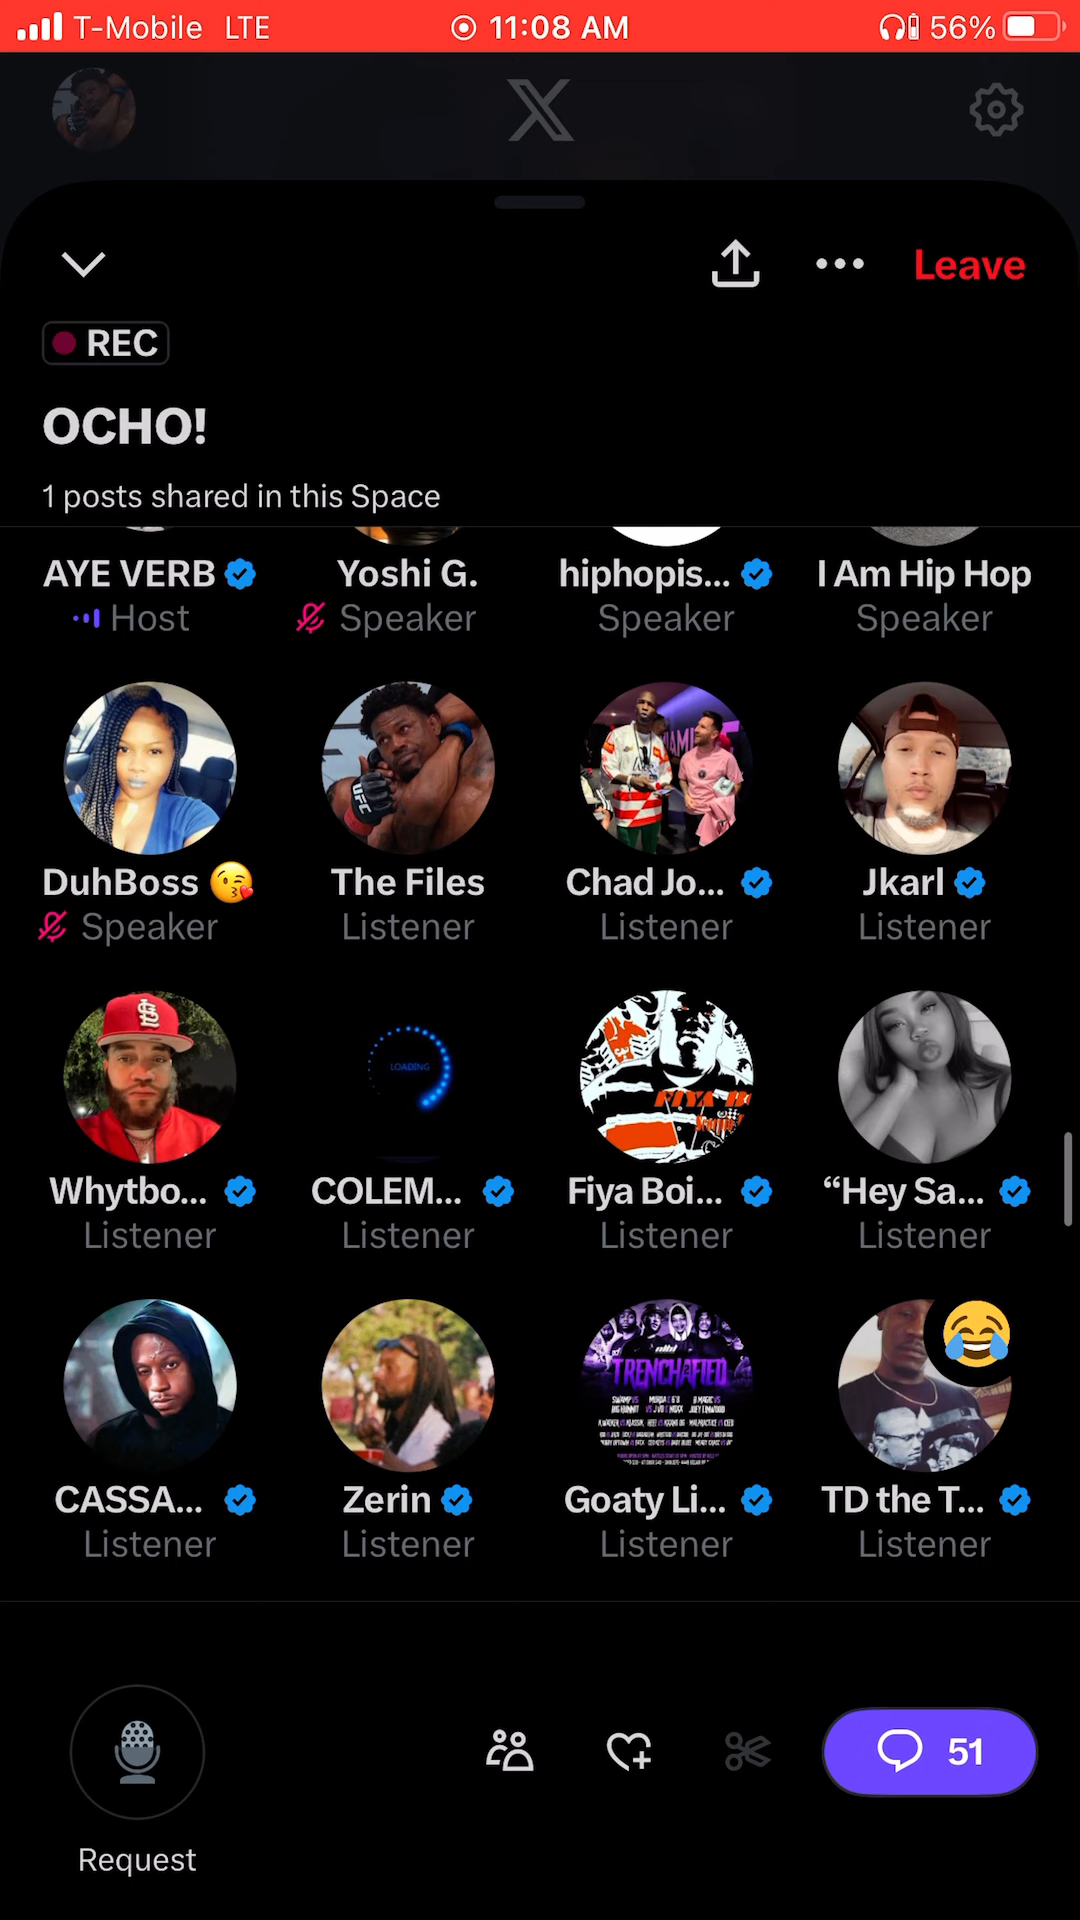 T-Mobile LTE 11:08 AM 56%
Leave
REC
OCHO!
1 posts shared in this Space
AYE VERB Yoshi G. hiphopis... I Am Hip Hop
Host Speaker Speaker Speaker
UFC
DuhBoss 😘 The Files Chad Jo... Jkarl
Speaker Listener Listener Listener
LOADING
Whytbo... COLEM... Fiya Boi... “Hey Sa... 
Listener Listener Listener Listener
TRENCHAFIED
CASSA... Zerin Goaty Li... TD the T...
Listener Listener Listener Listener
51
Request